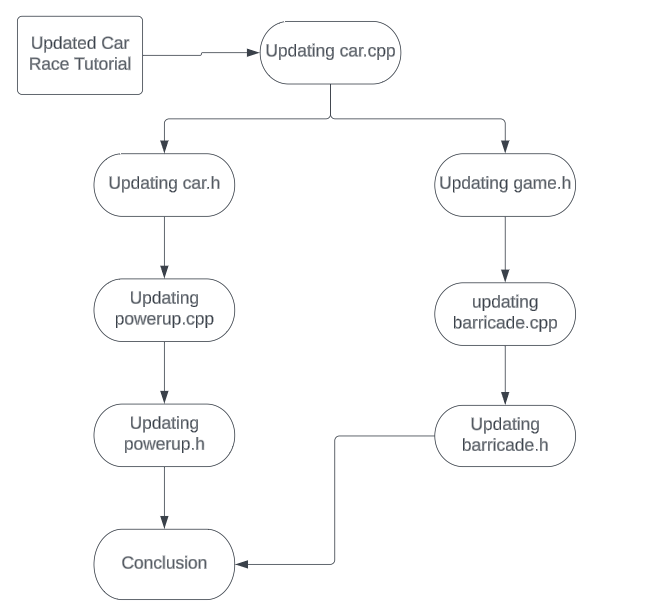 Updated Car
Race Tutorial
Updating car.cpp
Updating car.h
Updating game.h
Updating
powerup.cpp
updating
barricade.cpp
Updating
powerup.h
Updating
barricade.h
Conclusion